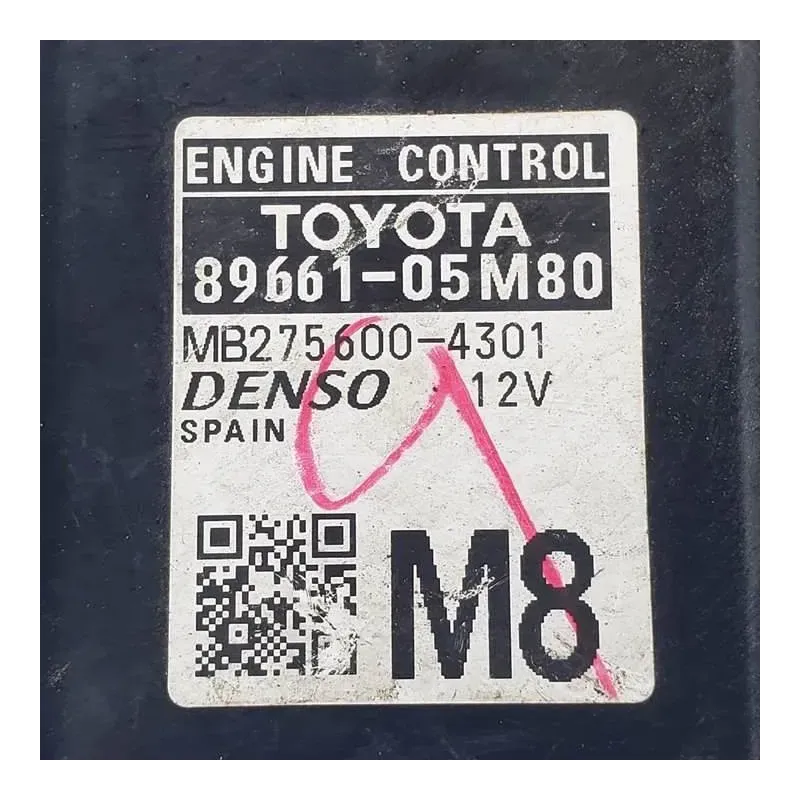 ENGINE CONTROL
TOYOTA
89661-05M80
MB275600-4301
DENSO 12V
SPAIN
M8